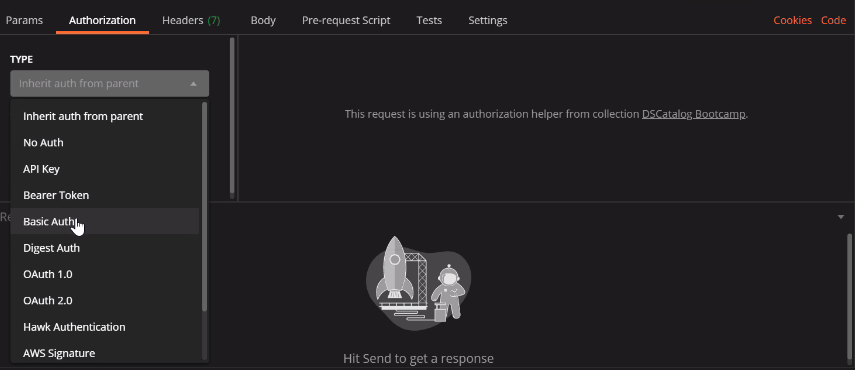 Params Authorization Headers (7) Body Pre-request Script Tests Settings Cookies Code
TYPE
Inherit auth from parent
Inherit auth from parent
No Auth
API Key
Bearer Token
Basic Auth
Digest Auth
OAuth 1.0
OAuth 2.0
Hawk Authentication
AWS Signature
This request is using an authorization helper from collection DSCatalog Bootcamp.
Hit Send to get a response